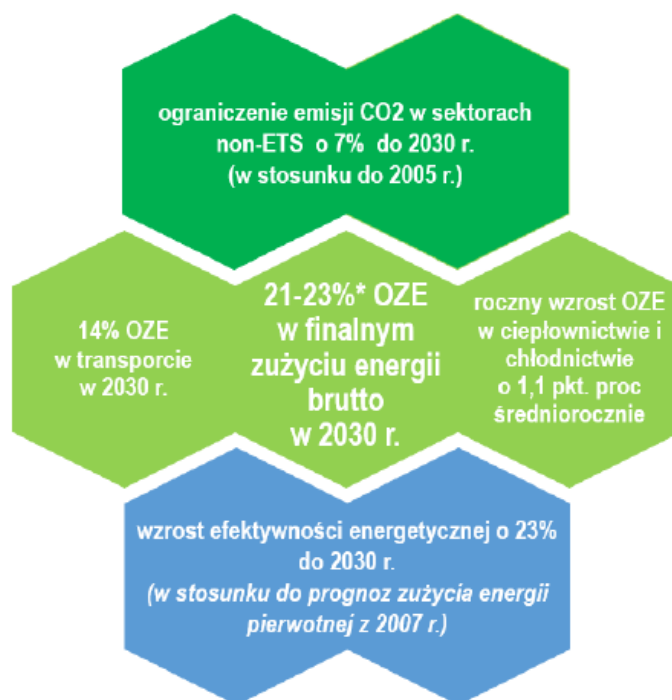 ograniczenie emisji CO2 w sektorach
non-ETS o 7% do 2030 r.
(w stosunku do 2005 r.)
14% OZE
w transporcie
w 2030 r.
21-23%* OZE
w finalnym
zużyciu energii
brutto
w 2030 r.
roczny wzrost OZE
w ciepłownictwie i
chłodnictwie
o 1,1 pkt. proc
średniorocznie
wzrost efektywności energetycznej o 23%
do 2030 r.
(w stosunku do prognoz zużycia energii
pierwotnej z 2007 r.)